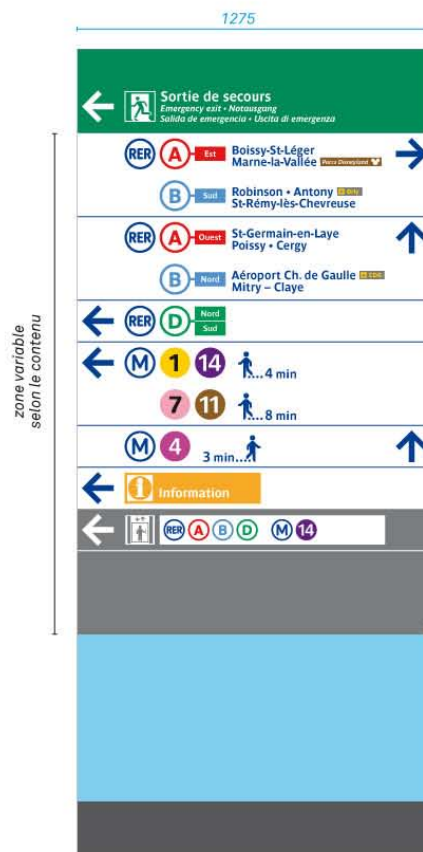 1275
Sortie de secours
Emergency exit • Notausgang
Salida de emergencia • Uscita di emergenza
RER A Est Boissy-St-Léger
Marne-la-Vallée Parcs Disneyland
B Sud Robinson • Antony Orly
St-Rémy-lès-Chevreuse
RER A Ouest St-Germain-en-Laye
Poissy • Cergy
B Nord Aéroport Ch. de Gaulle CDG
Mitry – Claye
RER D Nord
Sud
M 1 14 ...4 min
7 11 ...8 min
M 4 3 min....
i Information
RER A B D M 14
zone variable
selon le contenu